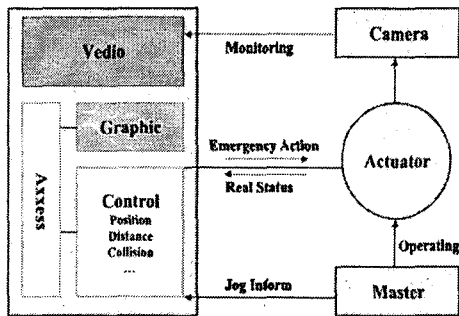 Vedio
Monitoring
Camera
Graphic
Axxess
Emergency Action
Real Status
Actuator
Control
Position
Distance
Collision
...
Operating
Jog Inform
Master